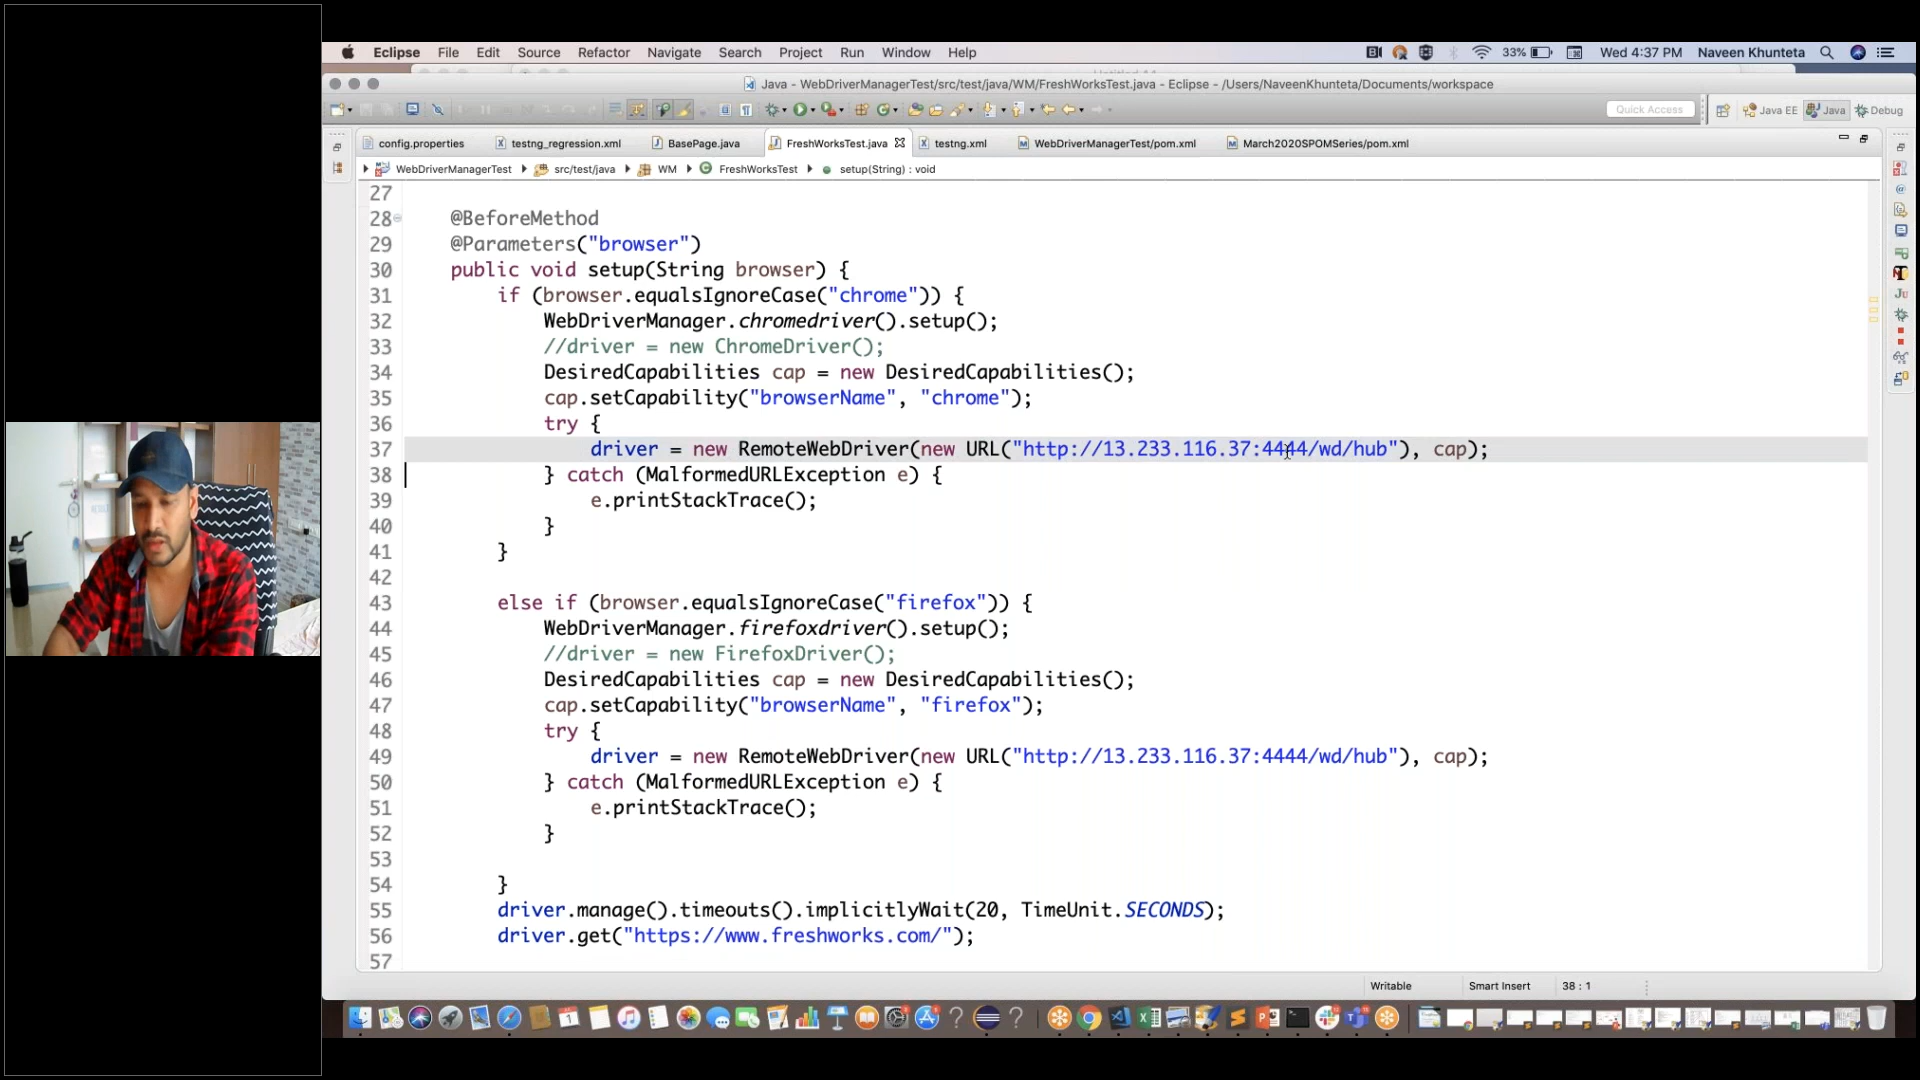 Eclipse File Edit Source Refactor Navigate Search Project Run Window Help 33% Wed 4:37 PM Naveen Khunteta
Java - WebDriverManagerTest/src/test/java/WM/FreshWorksTest.java - Eclipse - /Users/NaveenKhunteta/Documents/workspace
Quick Access Java EE Java Debug
config.properties testng_regression.xml BasePage.java FreshWorksTest.java testng.xml WebDriverManagerTest/pom.xml March2020SPOMSeries/pom.xml
WebDriverManagerTest src/test/java WM FreshWorksTest setup(String) : void
27
28 @BeforeMethod
29 @Parameters("browser")
30 public void setup(String browser) {
31 if (browser.equalsIgnoreCase("chrome")) {
32 WebDriverManager.chromedriver().setup();
33 //driver = new ChromeDriver();
34 DesiredCapabilities cap = new DesiredCapabilities();
35 cap.setCapability("browserName", "chrome");
36 try {
37 driver = new RemoteWebDriver(new URL("http://13.233.116.37:4444/wd/hub"), cap);
38 } catch (MalformedURLException e) {
39 e.printStackTrace();
40 }
41 }
42
43 else if (browser.equalsIgnoreCase("firefox")) {
44 WebDriverManager.firefoxdriver().setup();
45 //driver = new FirefoxDriver();
46 DesiredCapabilities cap = new DesiredCapabilities();
47 cap.setCapability("browserName", "firefox");
48 try {
49 driver = new RemoteWebDriver(new URL("http://13.233.116.37:4444/wd/hub"), cap);
50 } catch (MalformedURLException e) {
51 e.printStackTrace();
52 }
53
54 }
55 driver.manage().timeouts().implicitlyWait(20, TimeUnit.SECONDS);
56 driver.get("https://www.freshworks.com/");
57
Writable Smart Insert 38 : 1